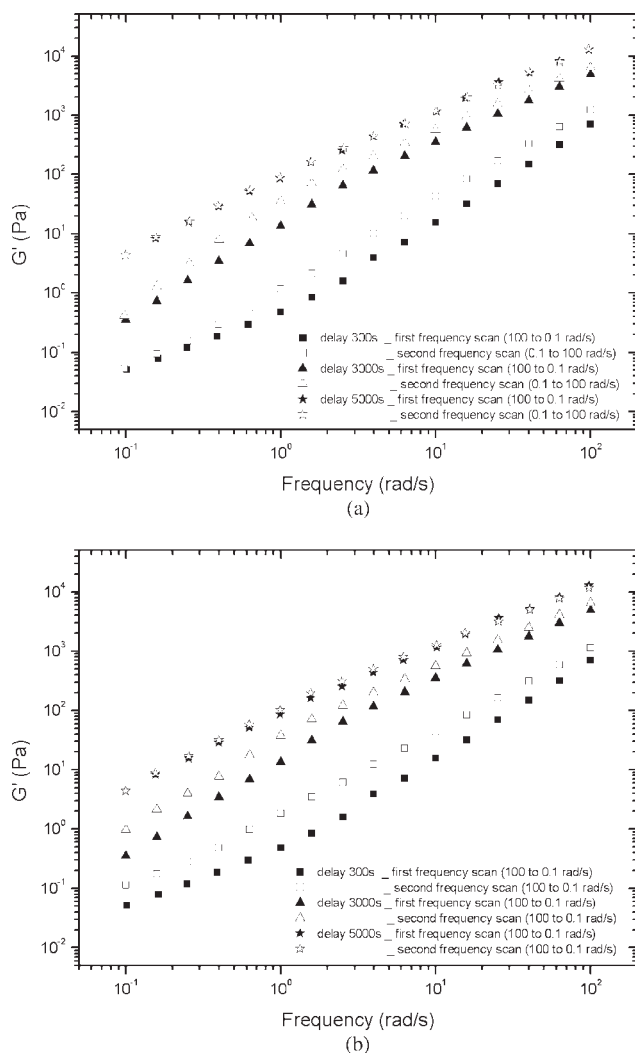 (a)
G' (Pa)
10⁴
10³
10²
10¹
10⁰
10⁻¹
10⁻²
delay 300s _ first frequency scan (100 to 0.1 rad/s)
_ second frequency scan (0.1 to 100 rad/s)
delay 3000s _ first frequency scan (100 to 0.1 rad/s)
_ second frequency scan (0.1 to 100 rad/s)
delay 5000s _ first frequency scan (100 to 0.1 rad/s)
_ second frequency scan (0.1 to 100 rad/s)
10⁻¹ 10⁰ 10¹ 10²
Frequency (rad/s)
(a)
G' (Pa)
10⁴
10³
10²
10¹
10⁰
10⁻¹
10⁻²
delay 300s _ first frequency scan (100 to 0.1 rad/s)
_ second frequency scan (100 to 0.1 rad/s)
delay 3000s _ first frequency scan (100 to 0.1 rad/s)
_ second frequency scan (100 to 0.1 rad/s)
delay 5000s _ first frequency scan (100 to 0.1 rad/s)
_ second frequency scan (100 to 0.1 rad/s)
10⁻¹ 10⁰ 10¹ 10²
Frequency (rad/s)
(b)